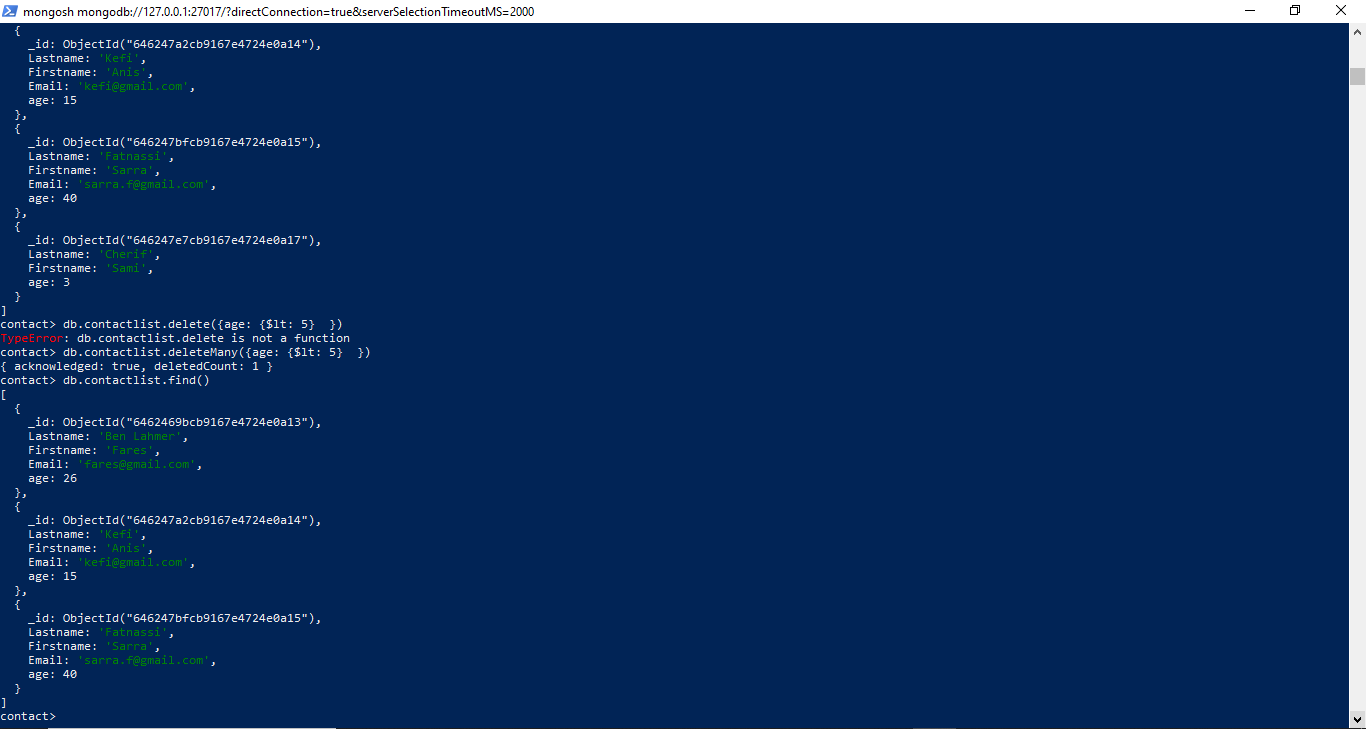 mongosh mongodb://127.0.0.1:27017/?directConnection=true&serverSelectionTimeoutMS=2000
{
_id: ObjectId("646247a2cb9167e4724e0a14"),
Lastname: 'Kefi',
Firstname: 'Anis',
Email: 'kefi@gmail.com',
age: 15
},
{
_id: ObjectId("646247bfcb9167e4724e0a15"),
Lastname: 'Fatnassi',
Firstname: 'Sarra',
Email: 'sarra.f@gmail.com',
age: 40
},
{
_id: ObjectId("646247e7cb9167e4724e0a17"),
Lastname: 'Cherif',
Firstname: 'Sami',
age: 3
}
]
contact> db.contactlist.delete({age: {$lt: 5}  })
TypeError: db.contactlist.delete is not a function
contact> db.contactlist.deleteMany({age: {$lt: 5}  })
{ acknowledged: true, deletedCount: 1 }
contact> db.contactlist.find()
[
{
_id: ObjectId("6462469bcb9167e4724e0a13"),
Lastname: 'Ben Lahmer',
Firstname: 'Fares',
Email: 'fares@gmail.com',
age: 26
},
{
_id: ObjectId("646247a2cb9167e4724e0a14"),
Lastname: 'Kefi',
Firstname: 'Anis',
Email: 'kefi@gmail.com',
age: 15
},
{
_id: ObjectId("646247bfcb9167e4724e0a15"),
Lastname: 'Fatnassi',
Firstname: 'Sarra',
Email: 'sarra.f@gmail.com',
age: 40
}
]
contact>